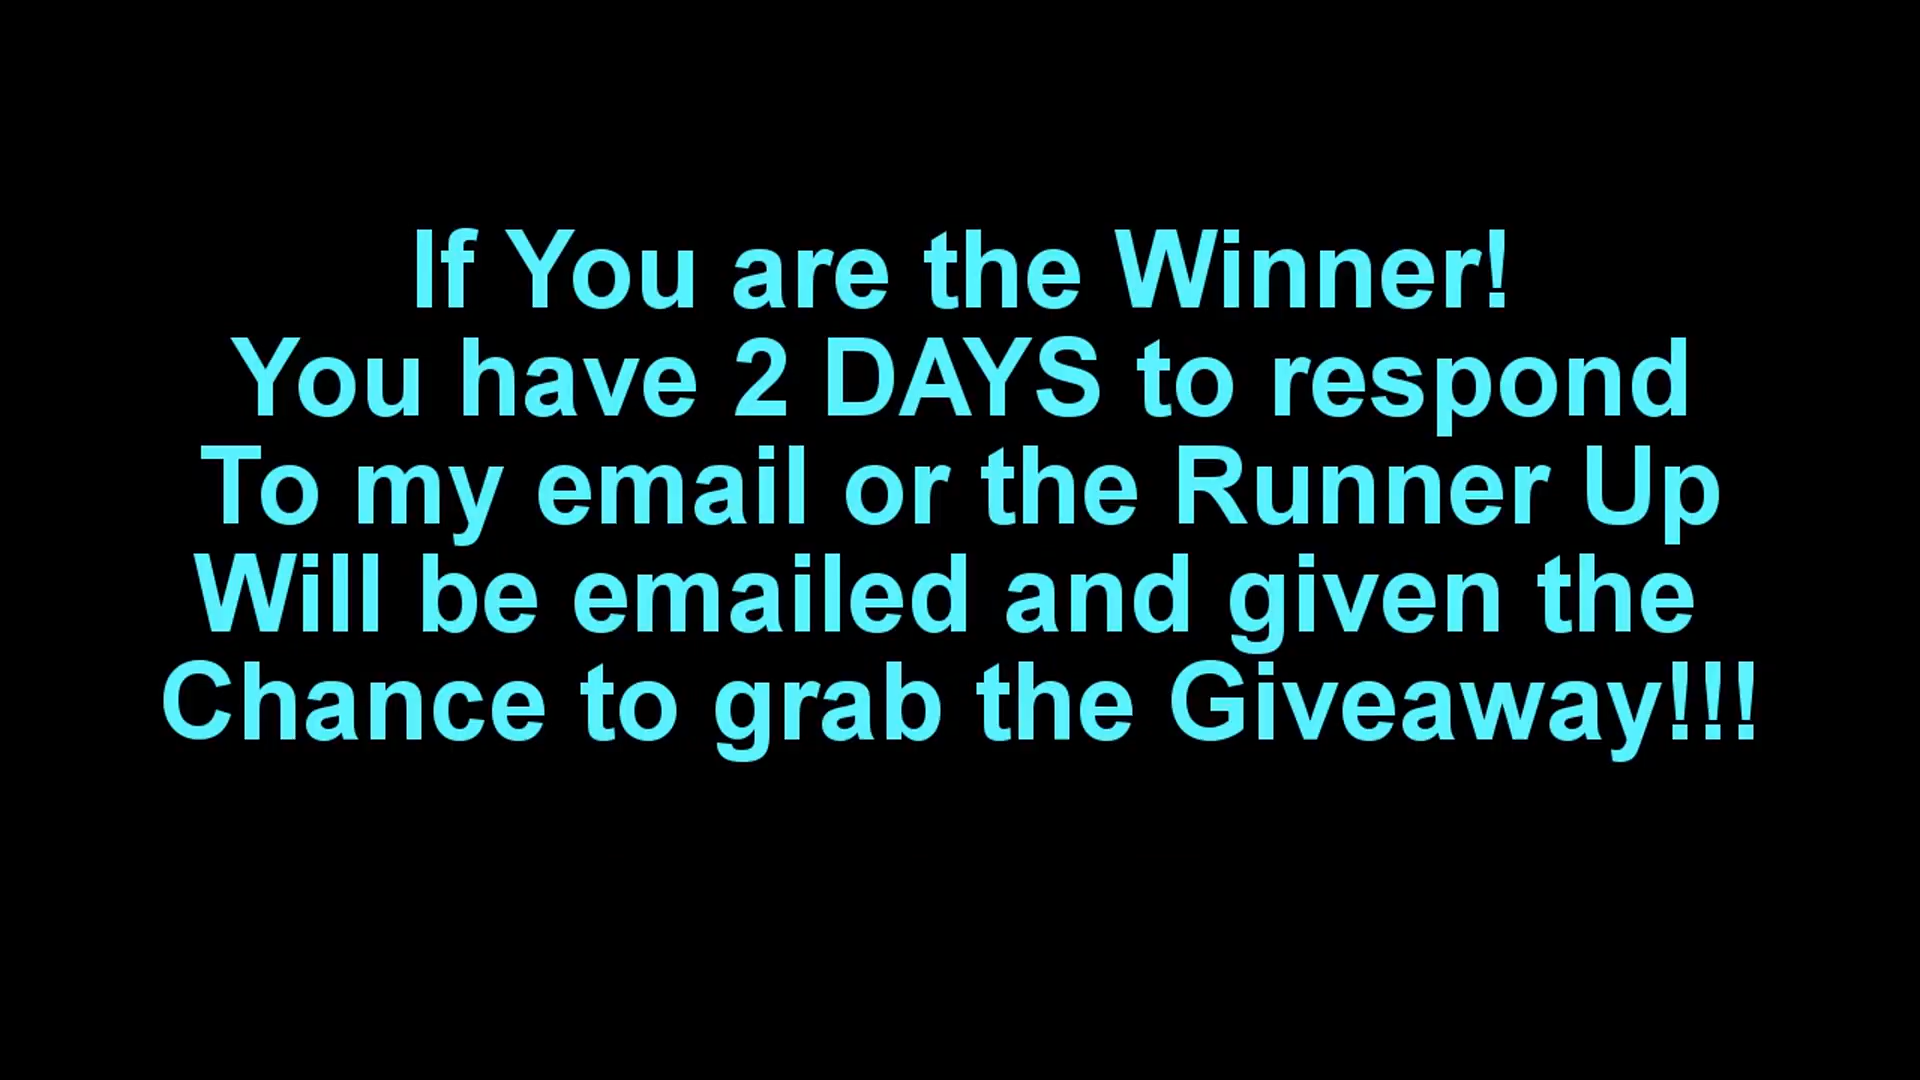 If You are the Winner!
You have 2 DAYS to respond
To my email or the Runner Up
Will be emailed and given the
Chance to grab the Giveaway!!!